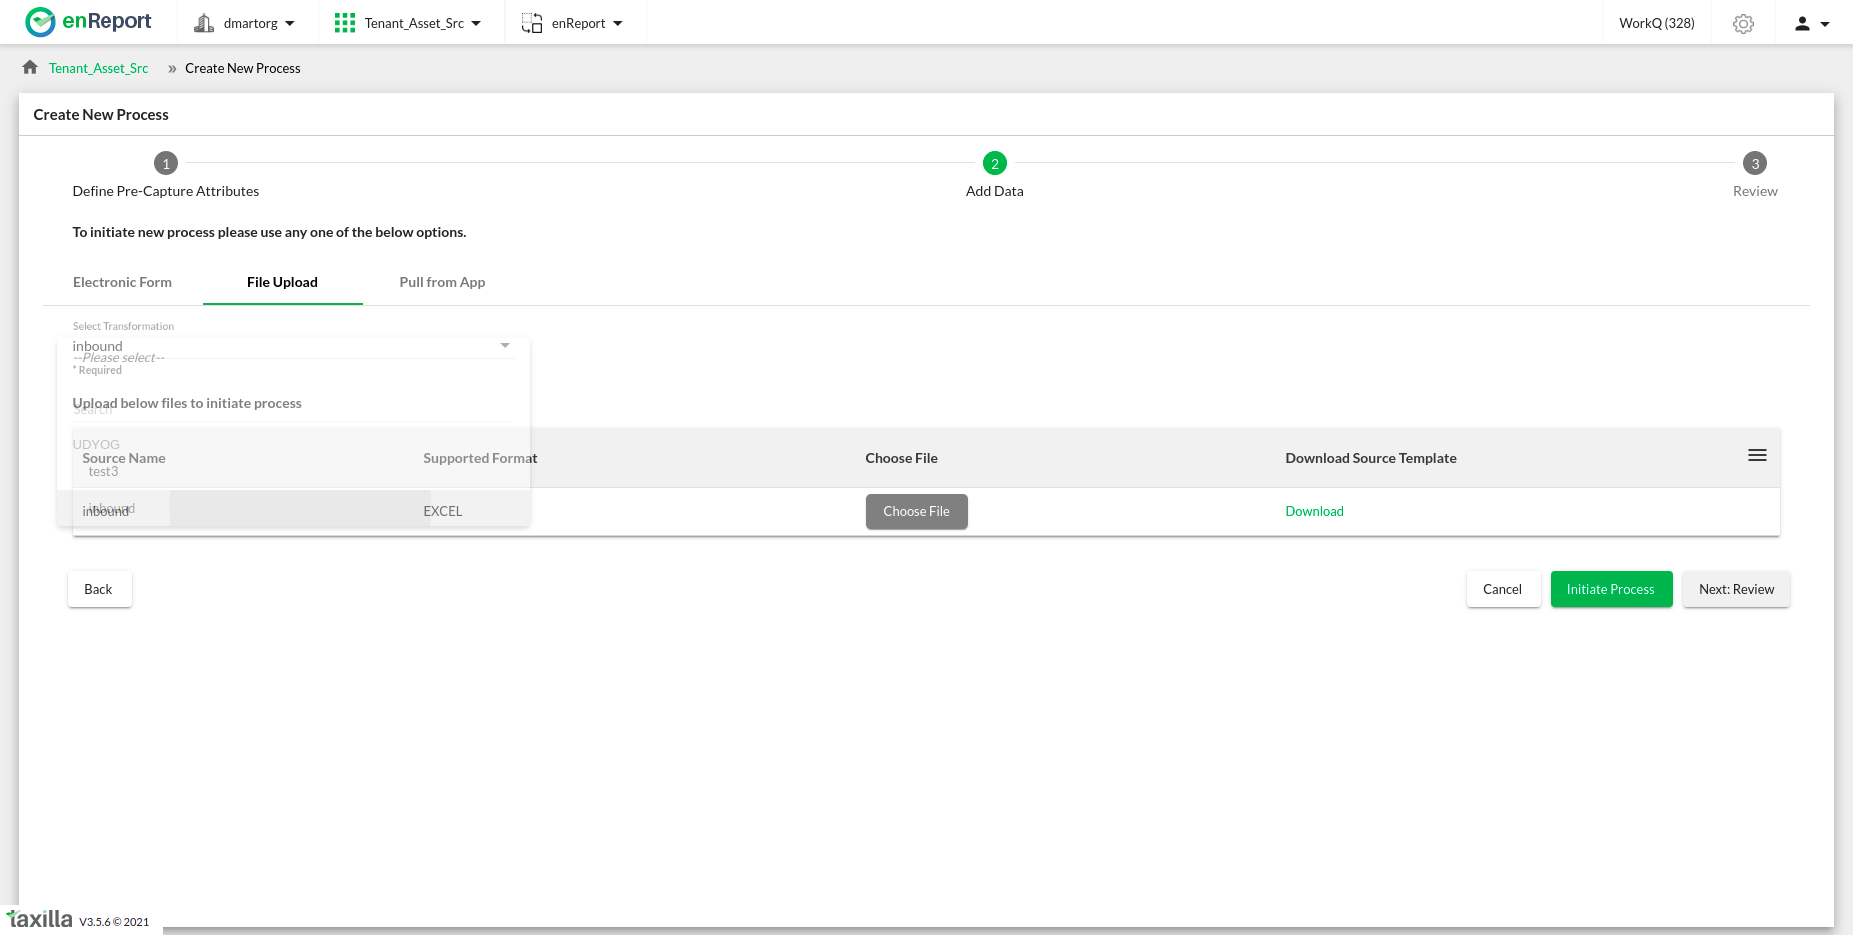 enReport dmartorg Tenant_Asset_Src enReport WorkQ (328)
Tenant_Asset_Src » Create New Process
Create New Process
1 2 3
Define Pre-Capture Attributes Add Data Review
To initiate new process please use any one of the below options.
Electronic Form File Upload Pull from App
Select Transformation
inbound
--Please select--
* Required
Upload below files to initiate process
Search
UDYOG
Source Name Supported Format Choose File Download Source Template
test3
inbound
inbound EXCEL Choose File Download
Back Cancel Initiate Process Next: Review
taxilla V3.5.6 © 2021